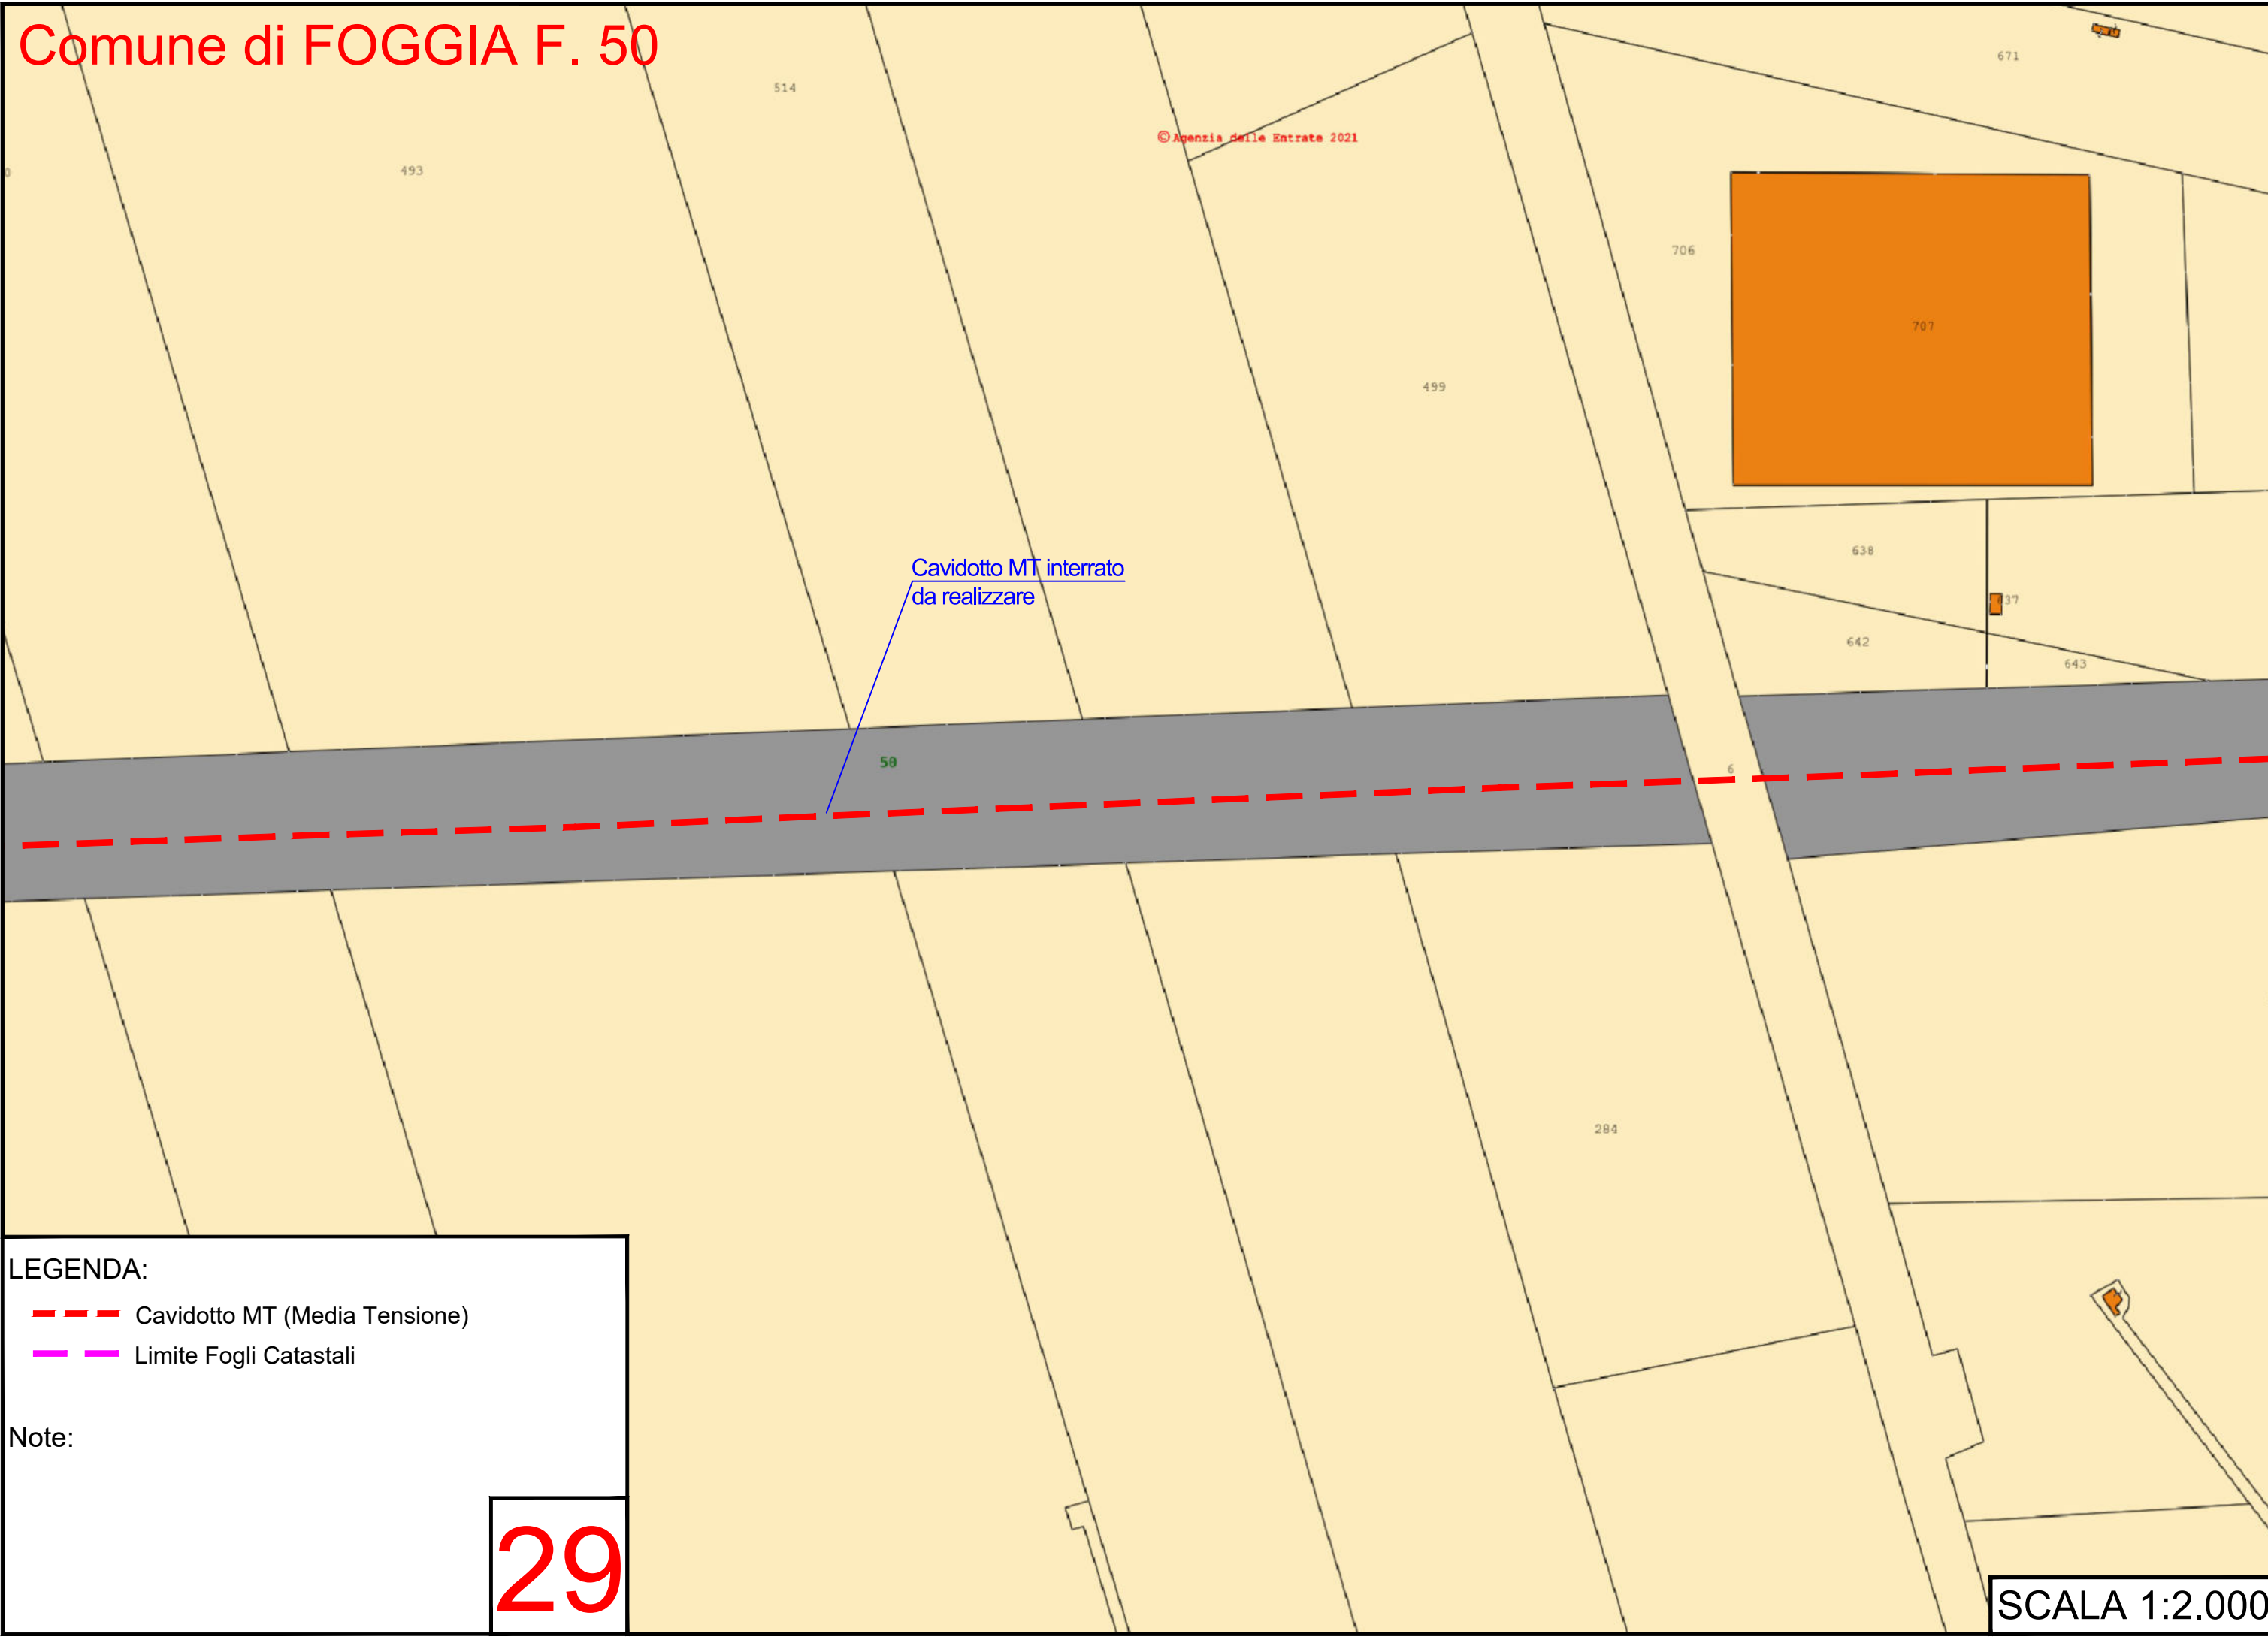 Comune di FOGGIA F. 50
671
514
©Agenzia delle Entrate 2021
493
0
706
707
499
638
Cavidotto MT interrato
da realizzare
37
642
643
50
6
284
LEGENDA:
Cavidotto MT (Media Tensione)
Limite Fogli Catastali
Note:
29
SCALA 1:2.000